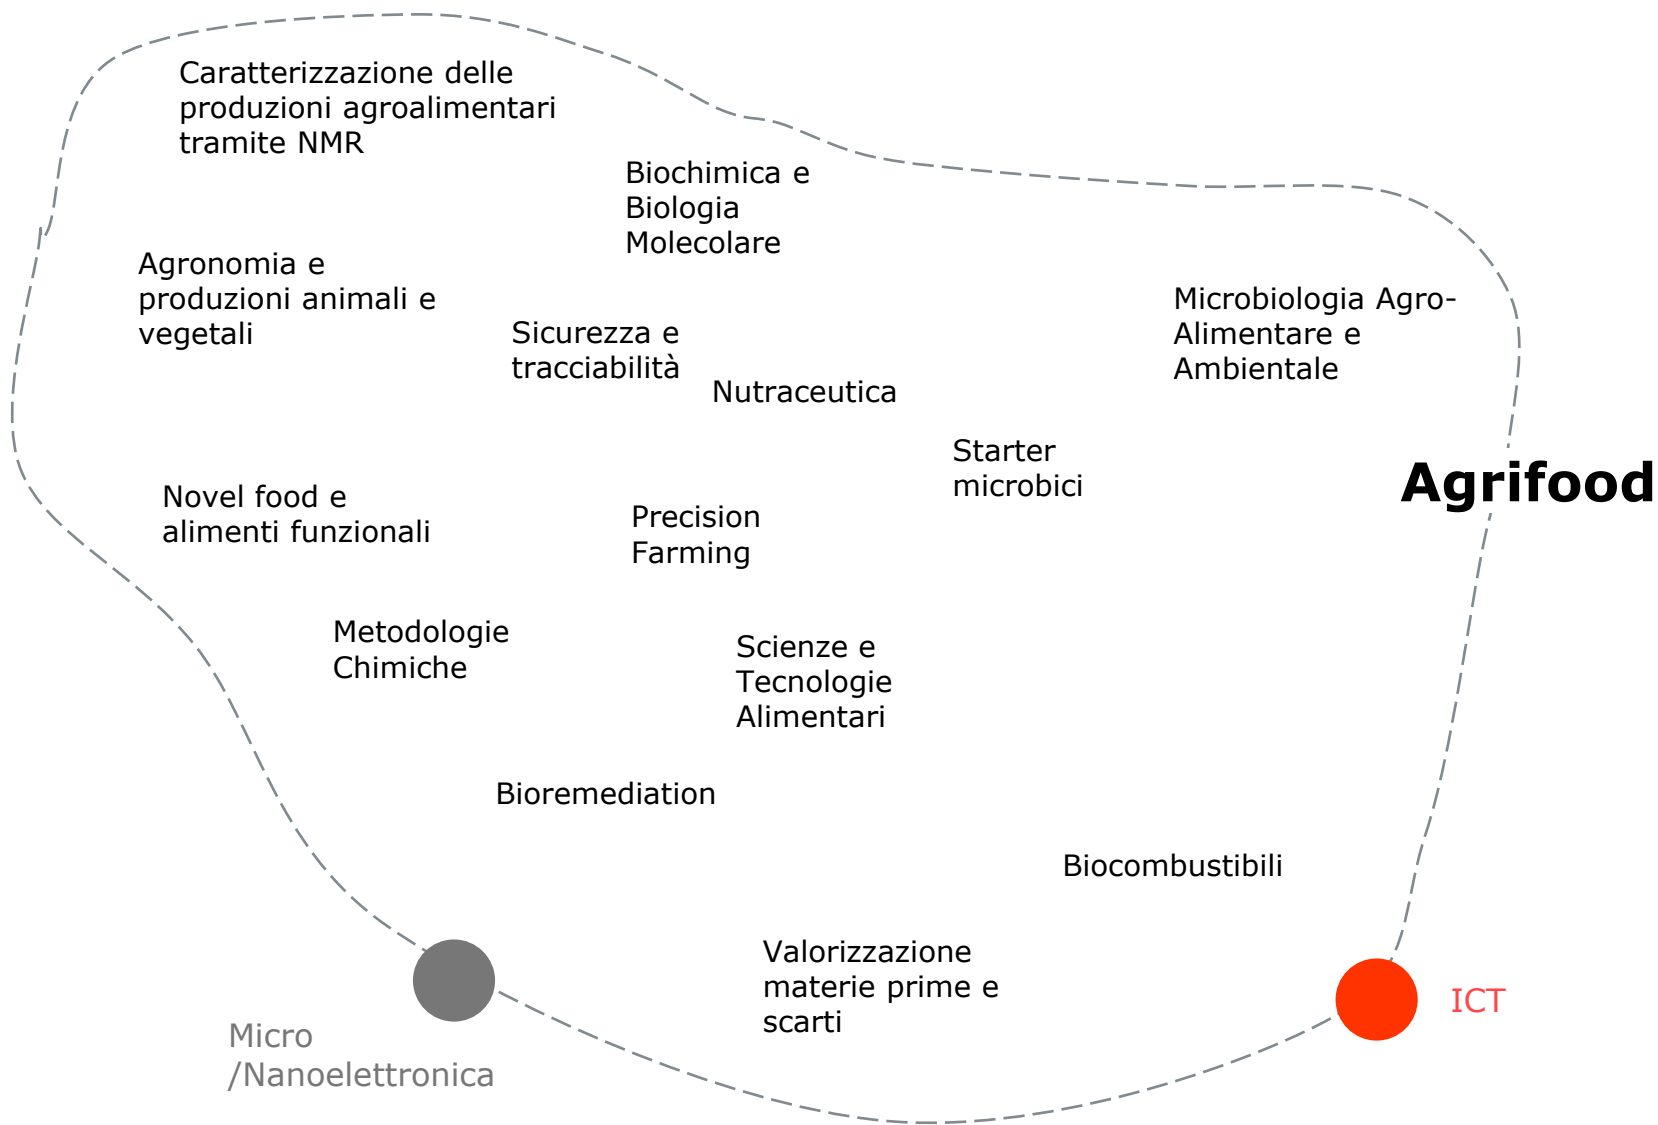 Caratterizzazione delle
produzioni agroalimentari
tramite NMR
Biochimica e
Biologia
Molecolare
Agronomia e
produzioni animali e
vegetali
Sicurezza e
tracciabilità
Nutraceutica
Microbiologia Agro-
Alimentare e
Ambientale
Starter
microbici
Agrifood
Novel food e
alimenti funzionali
Precision
Farming
Metodologie
Chimiche
Scienze e
Tecnologie
Alimentari
Bioremediation
Biocombustibili
Valorizzazione
materie prime e
scarti
ICT
Micro
/Nanoelettronica